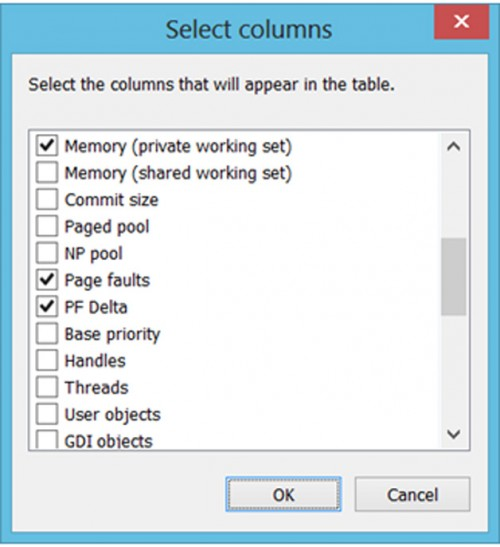 Select columns
Select the columns that will appear in the table.
Memory (private working set)
Memory (shared working set)
Commit size
Paged pool
NP pool
Page faults
PF Delta
Base priority
Handles
Threads
User objects
GDI objects
OK
Cancel